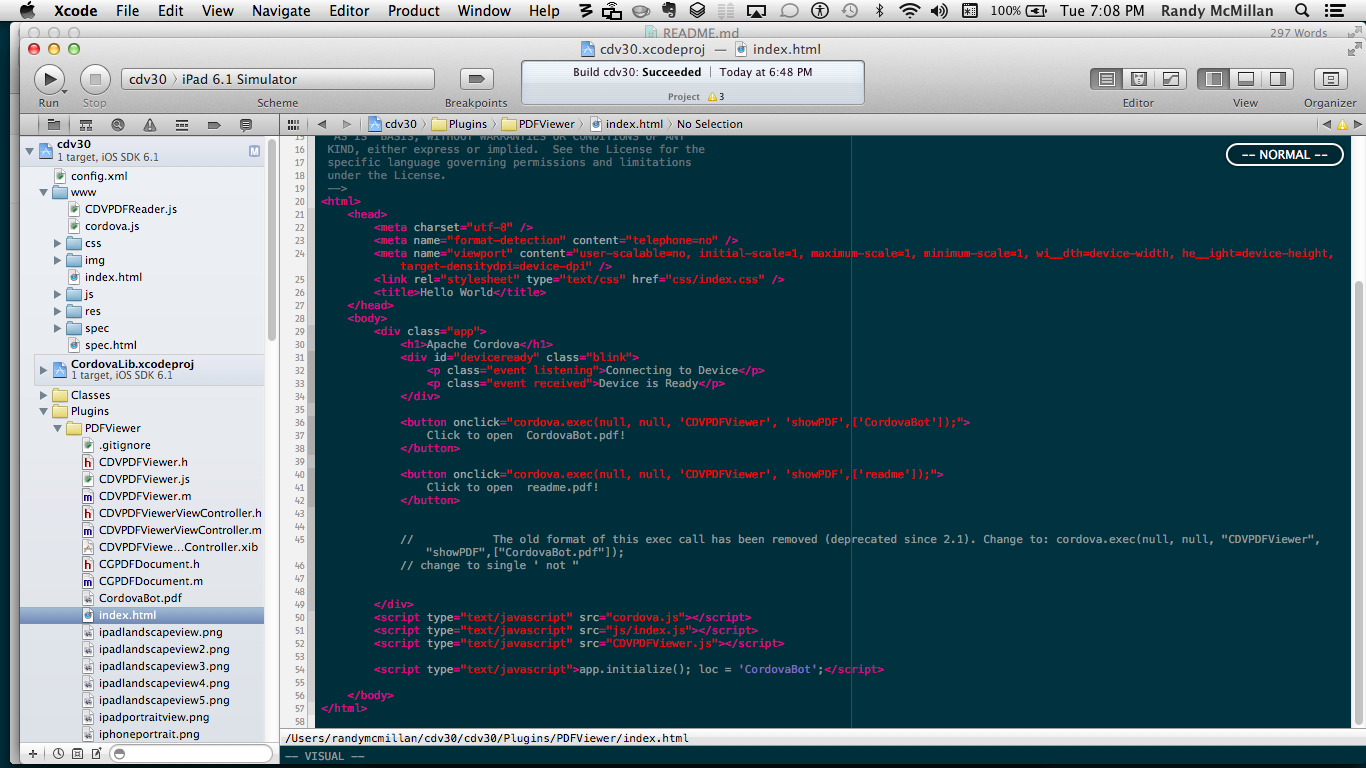 Xcode File Edit View Navigate Editor Product Window Help 100% Tue 7:08 PM Randy McMillan
README.md 297 Words
cdv30.xcodeproj — index.html
cdv30 〉 iPad 6.1 Simulator
Build cdv30: Succeeded | Today at 6:48 PM
Project 3
Run Stop Scheme Breakpoints Editor View Organizer
cdv30 〉 Plugins 〉 PDFViewer 〉 index.html 〉 No Selection
cdv30
1 target, iOS SDK 6.1
M
config.xml
www
CDVPDFReader.js
cordova.js
css
img
index.html
js
res
spec
spec.html
CordovaLib.xcodeproj
1 target, iOS SDK 6.1
Classes
Plugins
PDFViewer
.gitignore
CDVPDFViewer.h
CDVPDFViewer.js
CDVPDFViewer.m
CDVPDFViewerViewController.h
CDVPDFViewerViewController.m
CDVPDFViewe...Controller.xib
CGPDFDocument.h
CGPDFDocument.m
CordovaBot.pdf
index.html
ipadlandscapeview.png
ipadlandscapeview2.png
ipadlandscapeview3.png
ipadlandscapeview4.png
ipadlandscapeview5.png
ipadportraitview.png
iphoneportrait.png
-- NORMAL --
15 "AS IS" BASIS, WITHOUT WARRANTIES OR CONDITIONS OF ANY
16 KIND, either express or implied.  See the License for the
17 specific language governing permissions and limitations
18 under the License.
19 -->
20 <html>
21 <head>
22 <meta charset="utf-8" />
23 <meta name="format-detection" content="telephone=no" />
24 <meta name="viewport" content="user-scalable=no, initial-scale=1, maximum-scale=1, minimum-scale=1, wi__dth=device-width, he__ight=device-height,
target-densitydpi=device-dpi" />
25 <link rel="stylesheet" type="text/css" href="css/index.css" />
26 <title>Hello World</title>
27 </head>
28 <body>
29 <div class="app">
30 <h1>Apache Cordova</h1>
31 <div id="deviceready" class="blink">
32 <p class="event listening">Connecting to Device</p>
33 <p class="event received">Device is Ready</p>
34 </div>
35
36 <button onclick="cordova.exec(null, null, 'CDVPDFViewer', 'showPDF',['CordovaBot']);">
37 Click to open  CordovaBot.pdf!
38 </button>
39
40 <button onclick="cordova.exec(null, null, 'CDVPDFViewer', 'showPDF',['readme']);">
41 Click to open  readme.pdf!
42 </button>
43
44
45 // The old format of this exec call has been removed (deprecated since 2.1). Change to: cordova.exec(null, null, "CDVPDFViewer",
"showPDF",["CordovaBot.pdf"]);
46 // change to single ' not "
47
48
49 </div>
50 <script type="text/javascript" src="cordova.js"></script>
51 <script type="text/javascript" src="js/index.js"></script>
52 <script type="text/javascript" src="CDVPDFViewer.js"></script>
53
54 <script type="text/javascript">app.initialize(); loc = 'CordovaBot';</script>
55
56 </body>
57 </html>
58
/Users/randymcmillan/cdv30/cdv30/Plugins/PDFViewer/index.html
-- VISUAL --